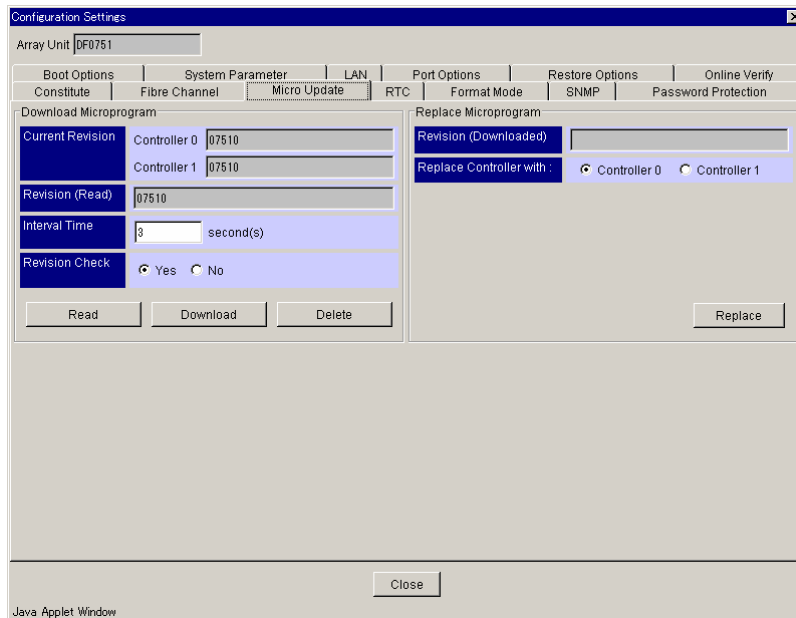 Configuration Settings
Array Unit DF0751
Boot Options System Parameter LAN Port Options Restore Options Online Verify
Constitute Fibre Channel Micro Update RTC Format Mode SNMP Password Protection
Download Microprogram
Current Revision Controller 0 07510
Controller 1 07510
Revision (Read) 07510
Interval Time 3 second(s)
Revision Check Yes No
Read Download Delete
Replace Microprogram
Revision (Downloaded)
Replace Controller with : Controller 0 Controller 1
Replace
Close
Java Applet Window